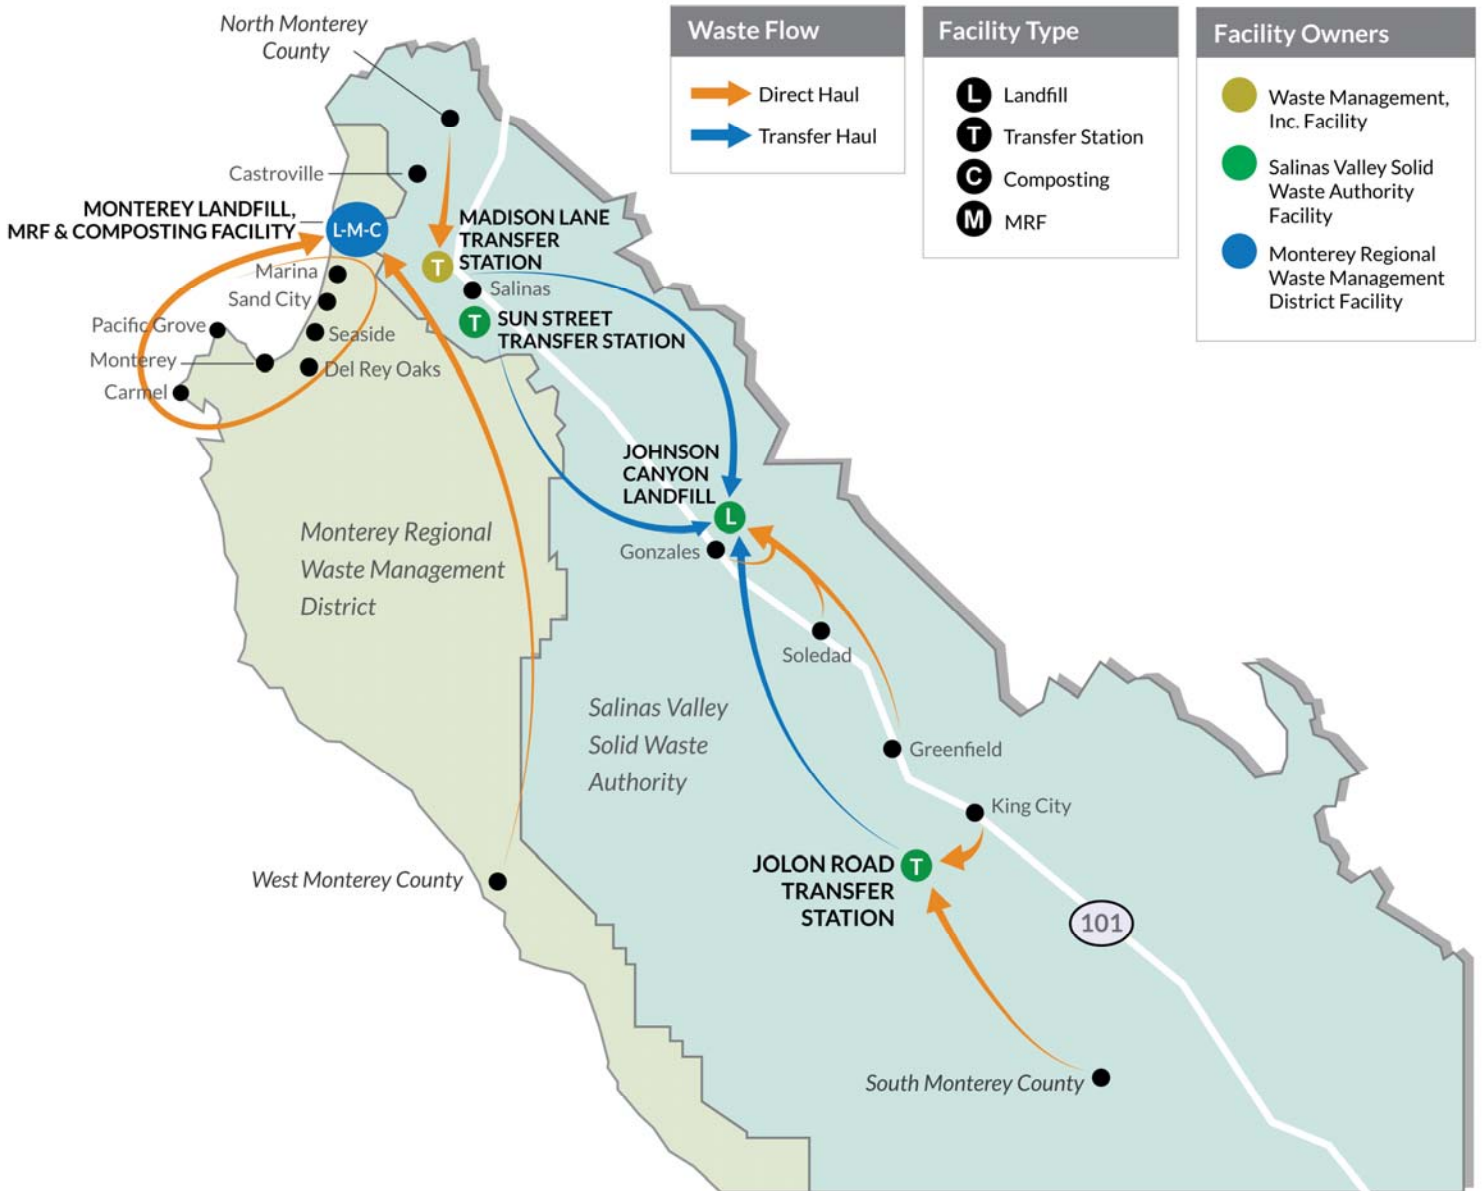 North Monterey
County
Waste Flow
Direct Haul
Transfer Haul
Facility Type
L Landfill
T Transfer Station
C Composting
M MRF
Facility Owners
Waste Management,
Inc. Facility
Salinas Valley Solid
Waste Authority
Facility
Monterey Regional
Waste Management
District Facility
Castroville
MONTEREY LANDFILL,
MRF & COMPOSTING FACILITY
L-M-C
MADISON LANE
TRANSFER
STATION
T
Marina
Sand City
Pacific Grove
Seaside
Monterey
Del Rey Oaks
Carmel
Salinas
T
SUN STREET
TRANSFER STATION
JOHNSON
CANYON
LANDFILL
L
Gonzales
Monterey Regional
Waste Management
District
Soledad
Salinas Valley
Solid Waste
Authority
Greenfield
King City
West Monterey County
JOLON ROAD
TRANSFER
STATION
T
101
South Monterey County